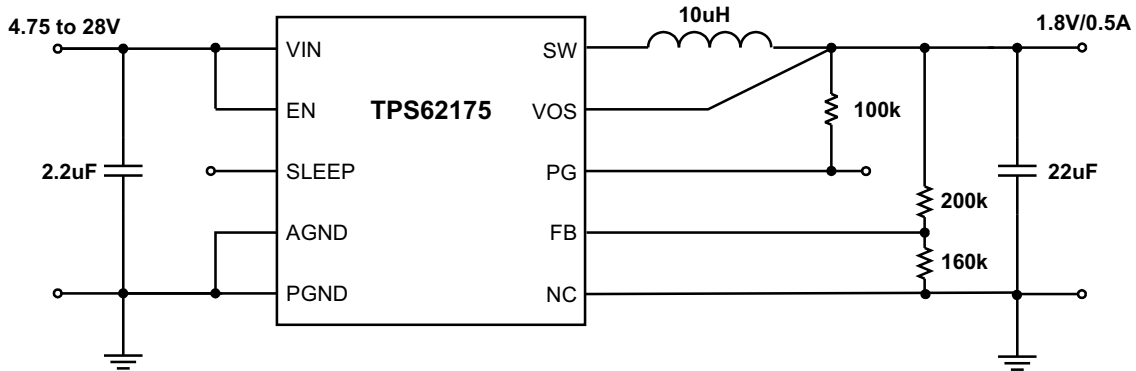 4.75 to 28V
10uH
1.8V/0.5A
VIN
SW
EN
TPS62175
VOS
100k
2.2uF
SLEEP
PG
22uF
200k
AGND
FB
160k
PGND
NC